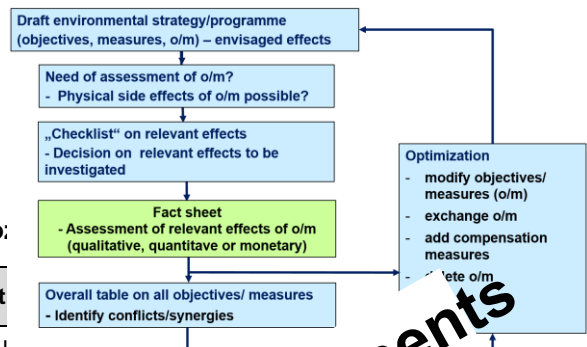 Draft environmental strategy/programme
(objectives, measures, o/m) – envisaged effects
Need of assessment of o/m?
- Physical side effects of o/m possible?
„Checklist“ on relevant effects
- Decision on relevant effects to be
investigated
Fact sheet
- Assessment of relevant effects of o/m
(qualitative, quantitave or monetary)
Overall table on all objectives/ measures
- Identify conflicts/synergies
Optimization
- modify objectives/
measures (o/m)
- exchange o/m
- add compensation
measures
- o/m